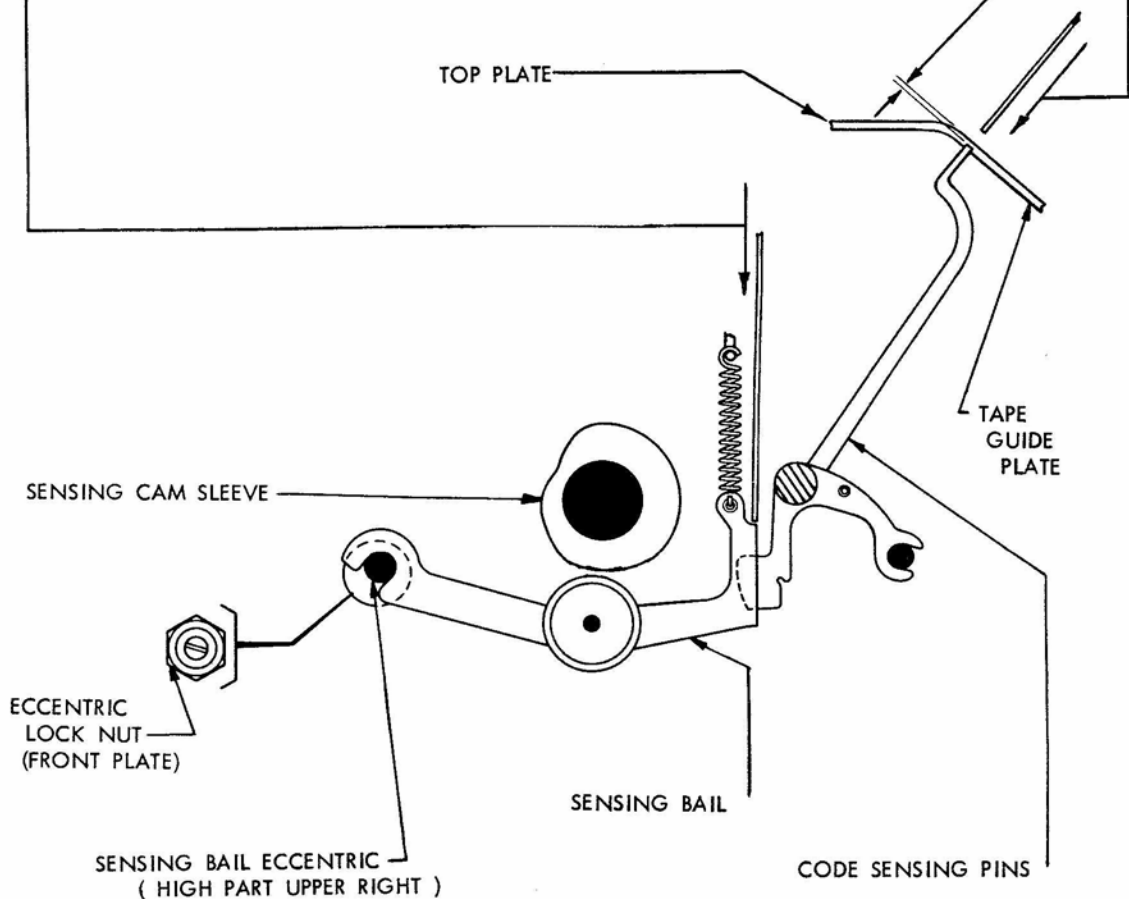 TOP PLATE
TAPE
GUIDE
PLATE
SENSING CAM SLEEVE
ECCENTRIC
LOCK NUT
(FRONT PLATE)
SENSING BAIL
SENSING BAIL ECCENTRIC
( HIGH PART UPPER RIGHT )
CODE SENSING PINS